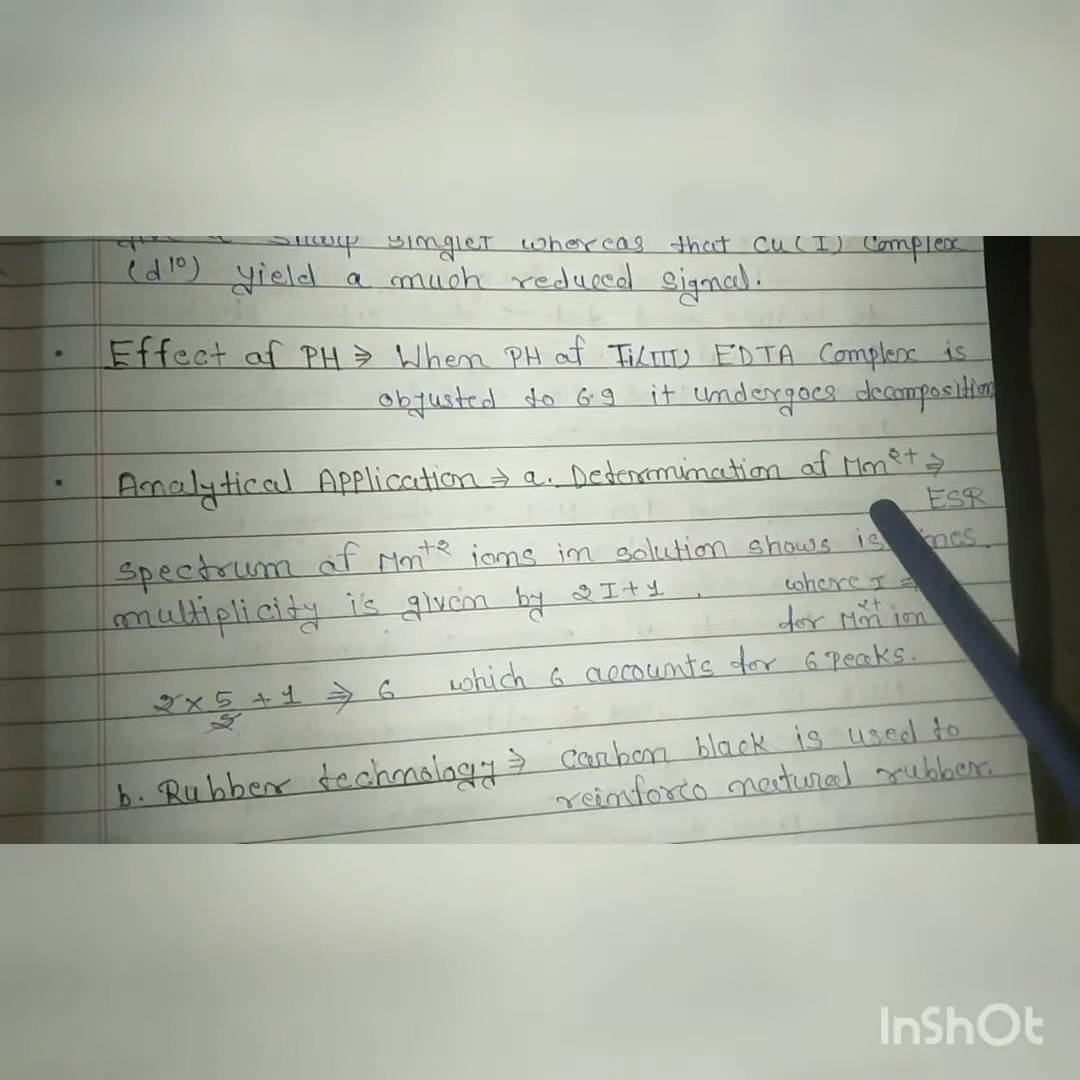 singlet whereas that Cu(I) Complex
(d¹⁰) yield a much reduced signal.
• Effect of PH ⇒ When PH of Ti(III) EDTA Complex is
objusted to 6.9 it undergoes decomposition
• Analytical Application ⇒ a. Determination of Mn²⁺ ⇒
ESR
spectrum of Mn⁺² ions in solution shows is
multiplicity is given by 2I+1. where I =
for Mn²⁺ ion
2 × 5/2 + 1 ⇒ 6 which 6 accounts for 6 peaks.
b. Rubber technology ⇒ carbon black is used to
reinforce natural rubber.
InShOt